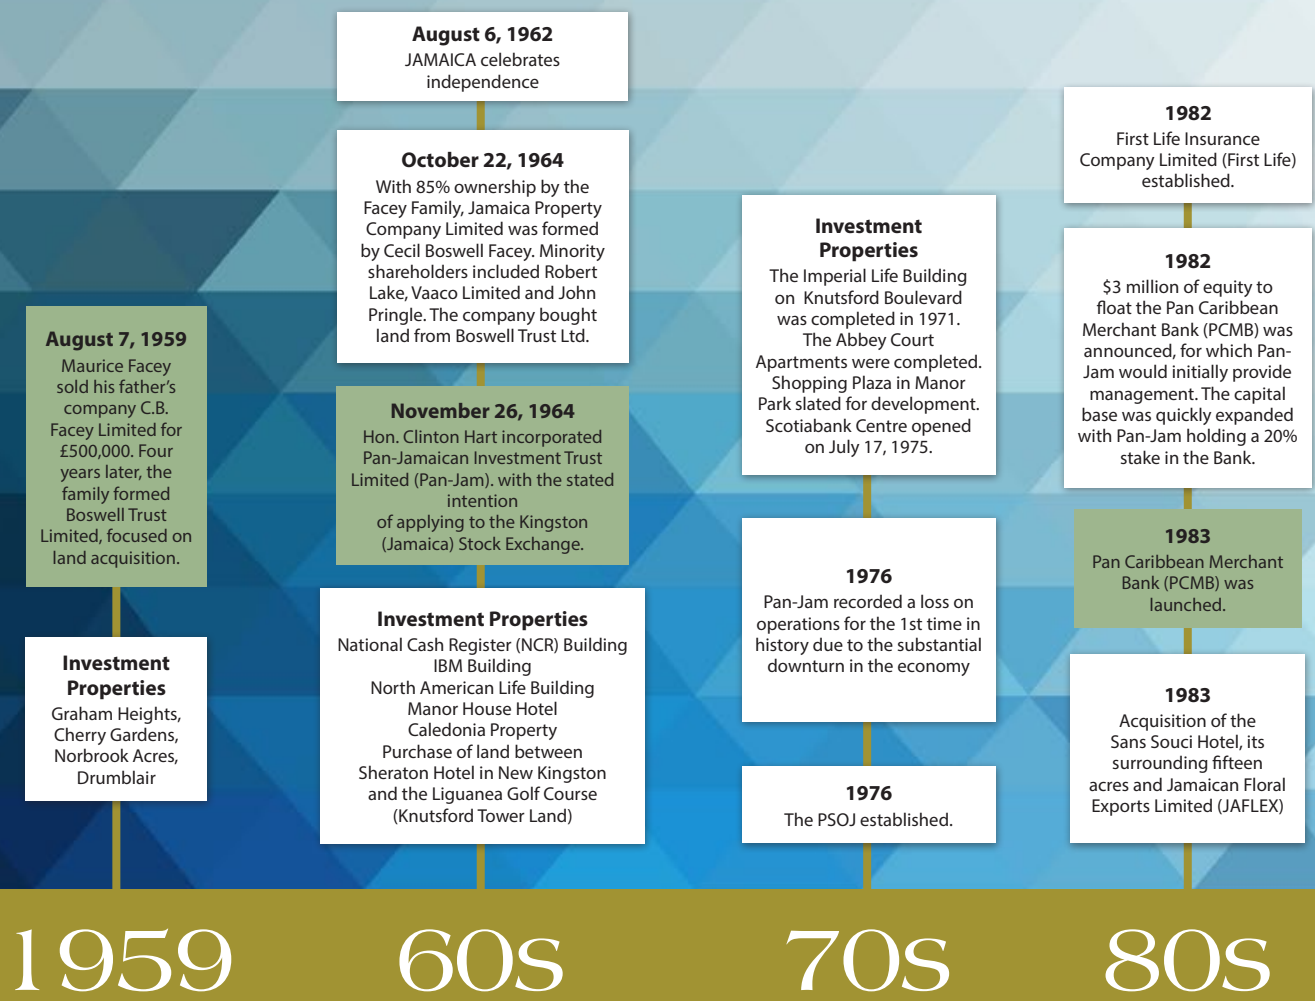 August 7, 1959
Maurice Facey
sold his father's
company C.B.
Facey Limited for
£500,000. Four
years later, the
family formed
Boswell Trust
Limited, focused on
land acquisition.
Investment
Properties
Graham Heights,
Cherry Gardens,
Norbrook Acres,
Drumblair
1959
August 6, 1962
JAMAICA celebrates
independence
October 22, 1964
With 85% ownership by the
Facey Family, Jamaica Property
Company Limited was formed
by Cecil Boswell Facey. Minority
shareholders included Robert
Lake, Vaaco Limited and John
Pringle. The company bought
land from Boswell Trust Ltd.
November 26, 1964
Hon. Clinton Hart incorporated
Pan-Jamaican Investment Trust
Limited (Pan-Jam). with the stated
intention
of applying to the Kingston
(Jamaica) Stock Exchange.
Investment Properties
National Cash Register (NCR) Building
IBM Building
North American Life Building
Manor House Hotel
Caledonia Property
Purchase of land between
Sheraton Hotel in New Kingston
and the Liguanea Golf Course
(Knutsford Tower Land)
60s
Investment
Properties
The Imperial Life Building
on Knutsford Boulevard
was completed in 1971.
The Abbey Court
Apartments were completed.
Shopping Plaza in Manor
Park slated for development.
Scotiabank Centre opened
on July 17, 1975.
1976
Pan-Jam recorded a loss on
operations for the 1st time in
history due to the substantial
downturn in the economy
1976
The PSOJ established.
70s
1982
First Life Insurance
Company Limited (First Life)
established.
1982
$3 million of equity to
float the Pan Caribbean
Merchant Bank (PCMB) was
announced, for which Pan-
Jam would initially provide
management. The capital
base was quickly expanded
with Pan-Jam holding a 20%
stake in the Bank.
1983
Pan Caribbean Merchant
Bank (PCMB) was
launched.
1983
Acquisition of the
Sans Souci Hotel, its
surrounding fifteen
acres and Jamaican Floral
Exports Limited (JAFLEX)
80s